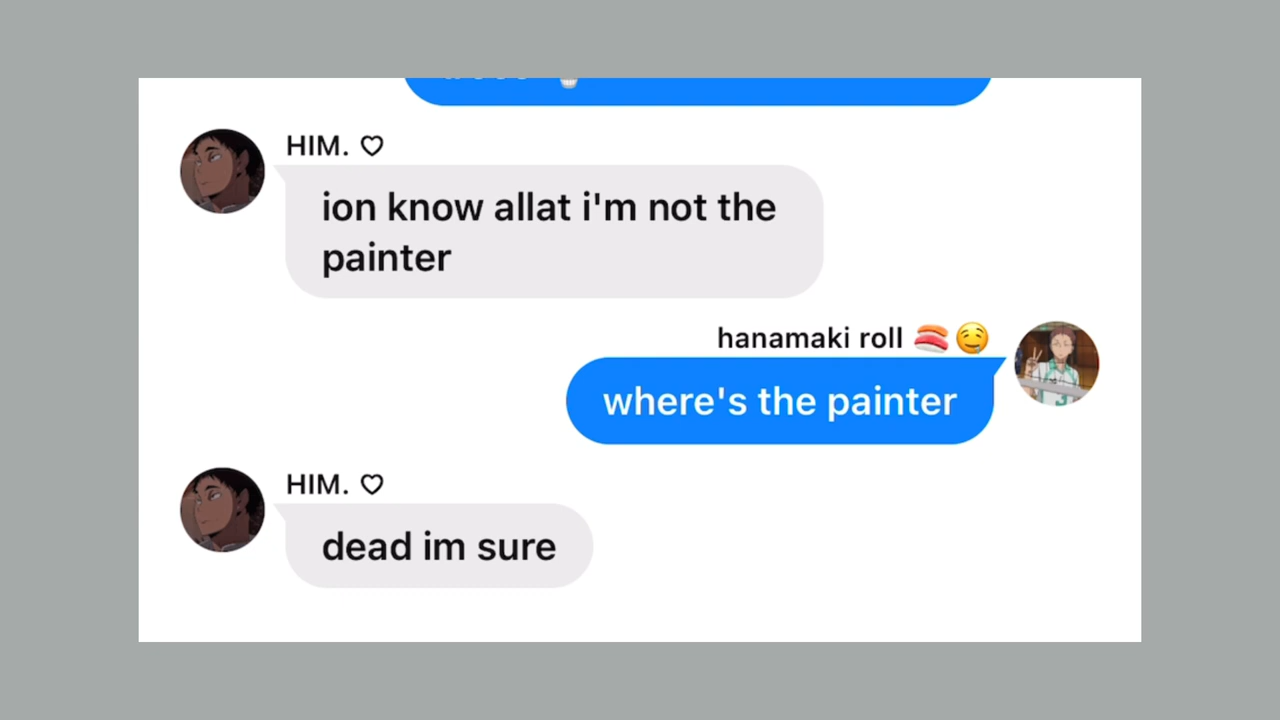 HIM. ♡
ion know allat i'm not the
painter
hanamaki roll 🍣🤤
where's the painter
HIM. ♡
dead im sure